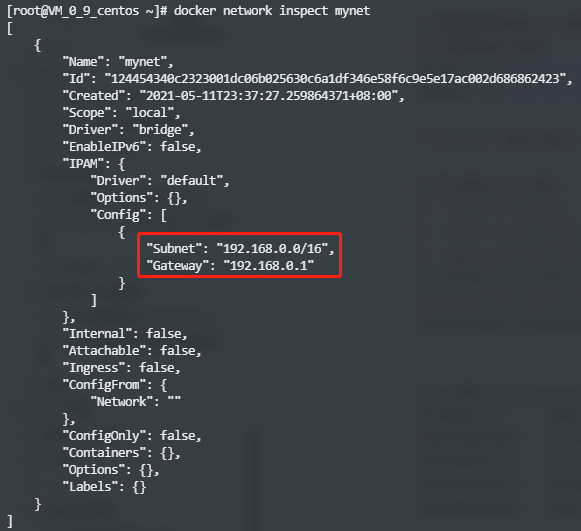 [root@VM_0_9_centos ~]# docker network inspect mynet
[
    {
        "Name": "mynet",
        "Id": "124454340c2323001dc06b025630c6a1df346e58f6c9e5e17ac002d686862423",
        "Created": "2021-05-11T23:37:27.259864371+08:00",
        "Scope": "local",
        "Driver": "bridge",
        "EnableIPv6": false,
        "IPAM": {
            "Driver": "default",
            "Options": {},
            "Config": [
                {
                    "Subnet": "192.168.0.0/16",
                    "Gateway": "192.168.0.1"
                }
            ]
        },
        "Internal": false,
        "Attachable": false,
        "Ingress": false,
        "ConfigFrom": {
            "Network": ""
        },
        "ConfigOnly": false,
        "Containers": {},
        "Options": {},
        "Labels": {}
    }
]